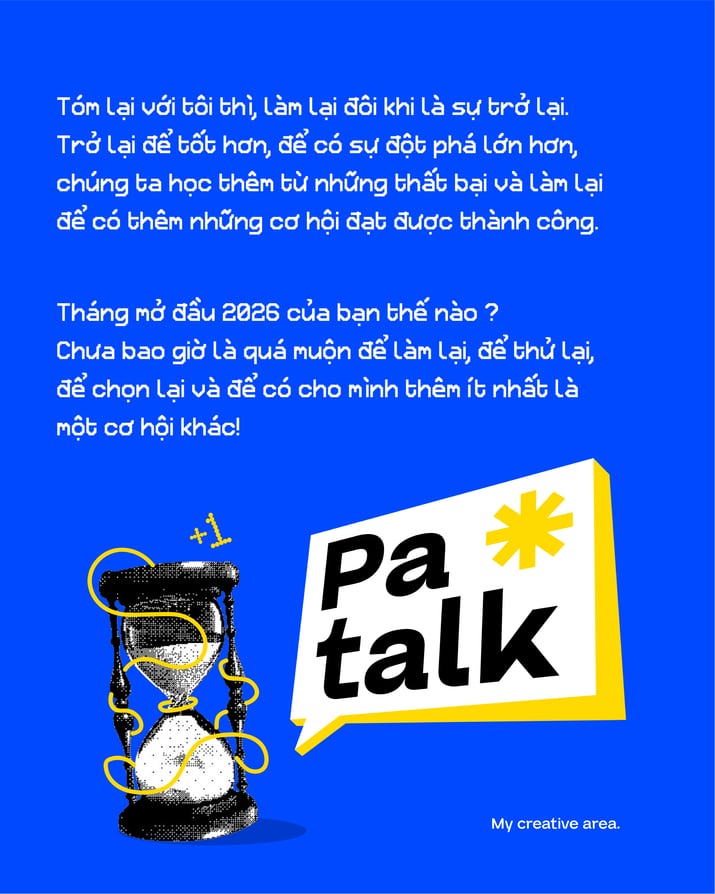 Tóm lại với tôi thì, làm lại đôi khi là sự trở lại.
Trở lại để tốt hơn, để có sự đột phá lớn hơn,
chúng ta học thêm từ những thất bại và làm lại
để có thêm những cơ hội đạt được thành công.
Tháng mở đầu 2026 của bạn thế nào ?
Chưa bao giờ là quá muộn để làm lại, để thử lại,
để chọn lại và để có cho mình thêm ít nhất là
một cơ hội khác!
+1
Pa
talk
My creative area.